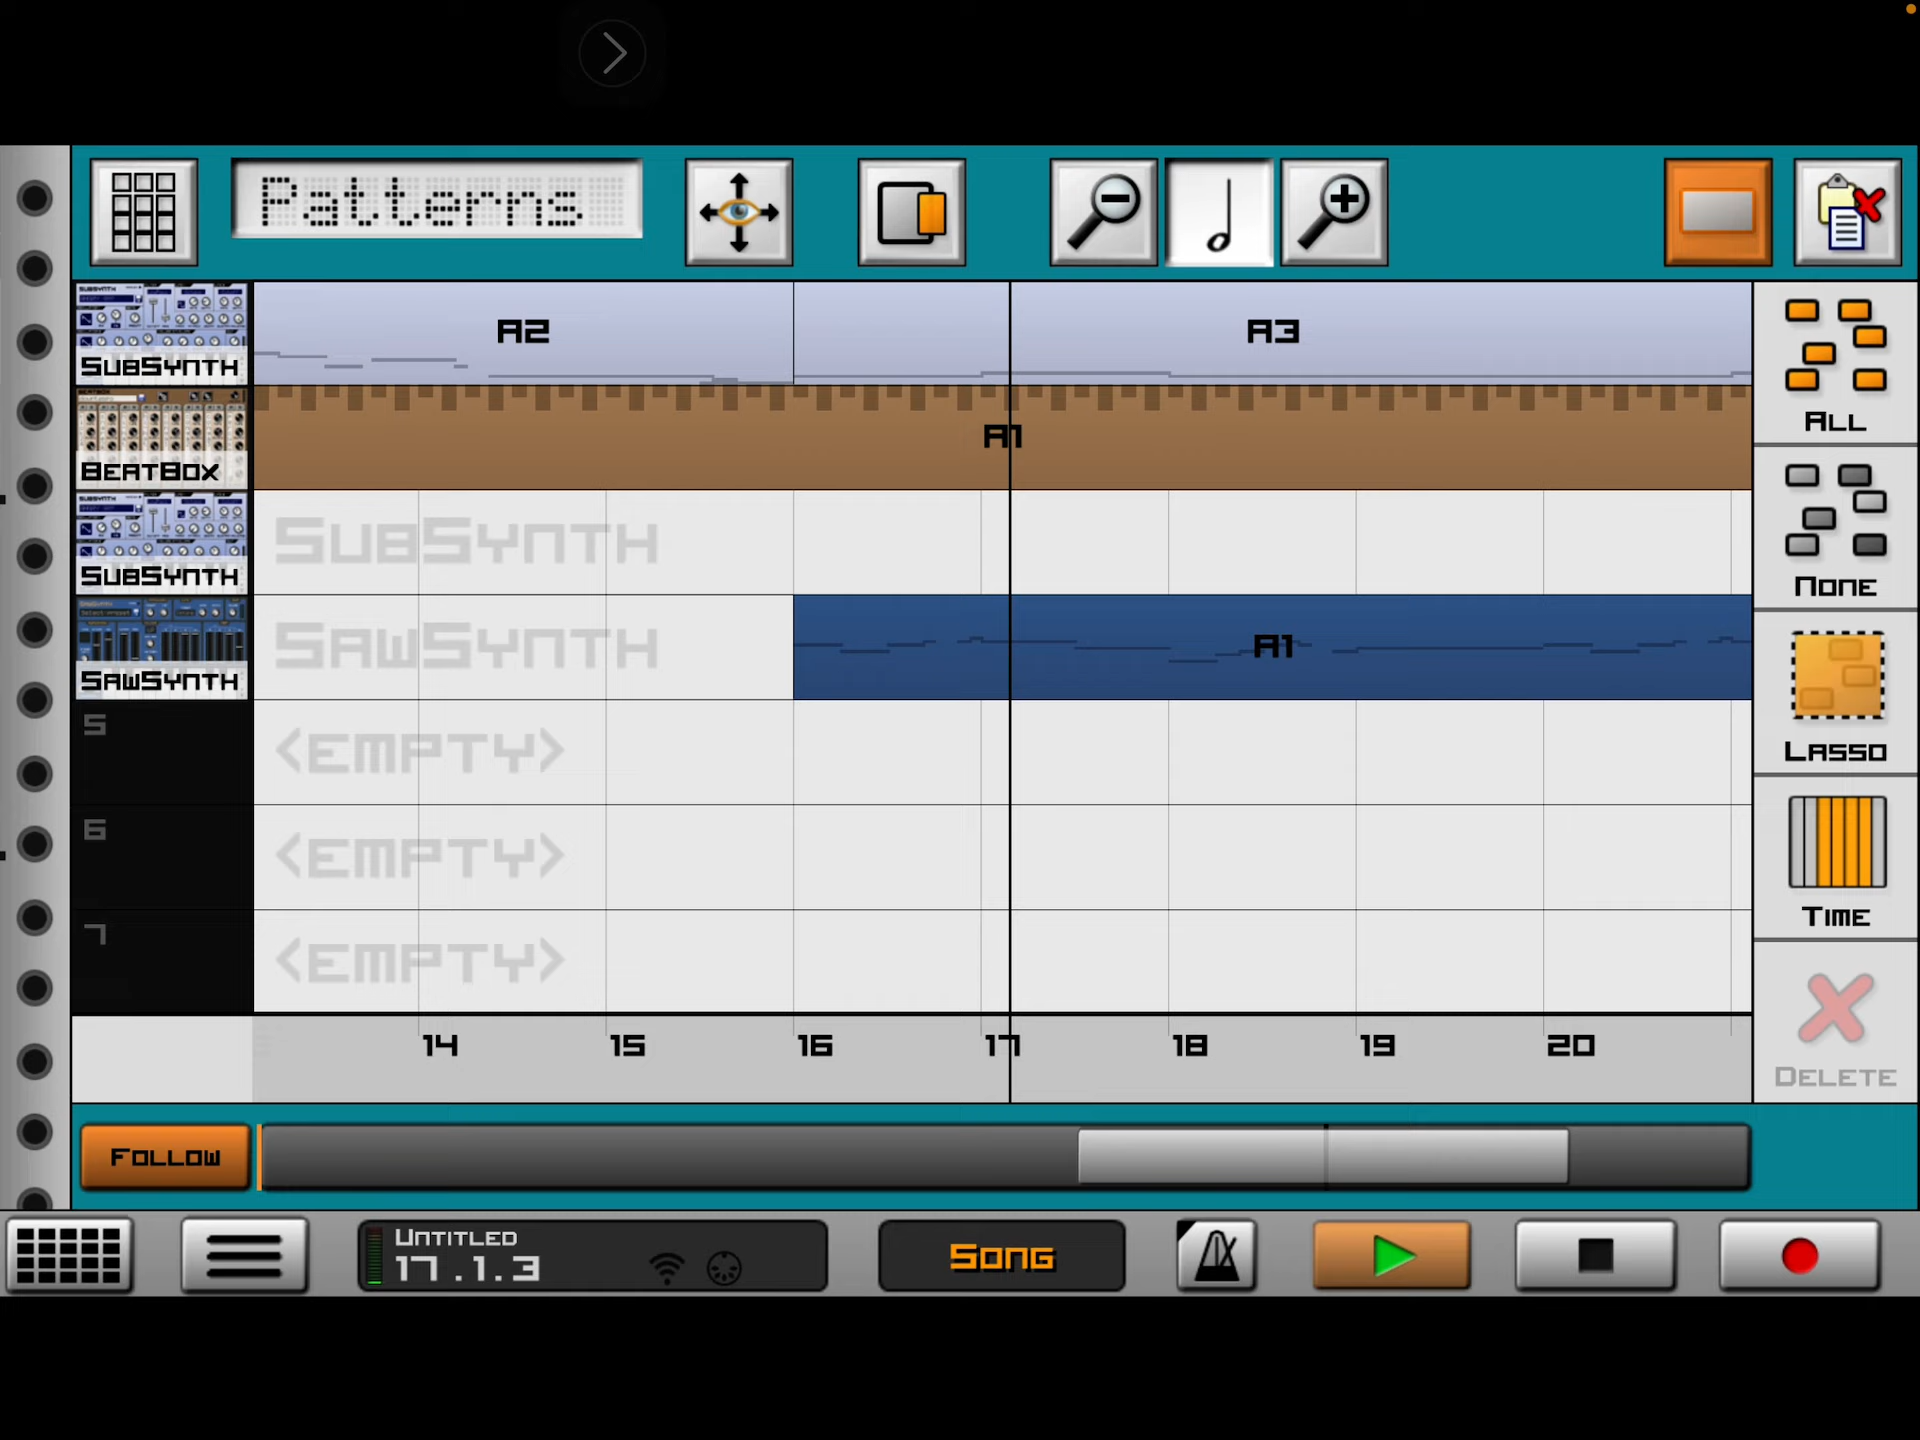 Patterns
A2
A3
SubSynth
A1
BeatBox
SubSynth
SubSynth
SawSynth
SawSynth
A1
5
<empty>
6
<empty>
7
<empty>
14
15
16
17
18
19
20
All
None
Lasso
Time
Delete
Follow
Untitled
17.1.3
Song